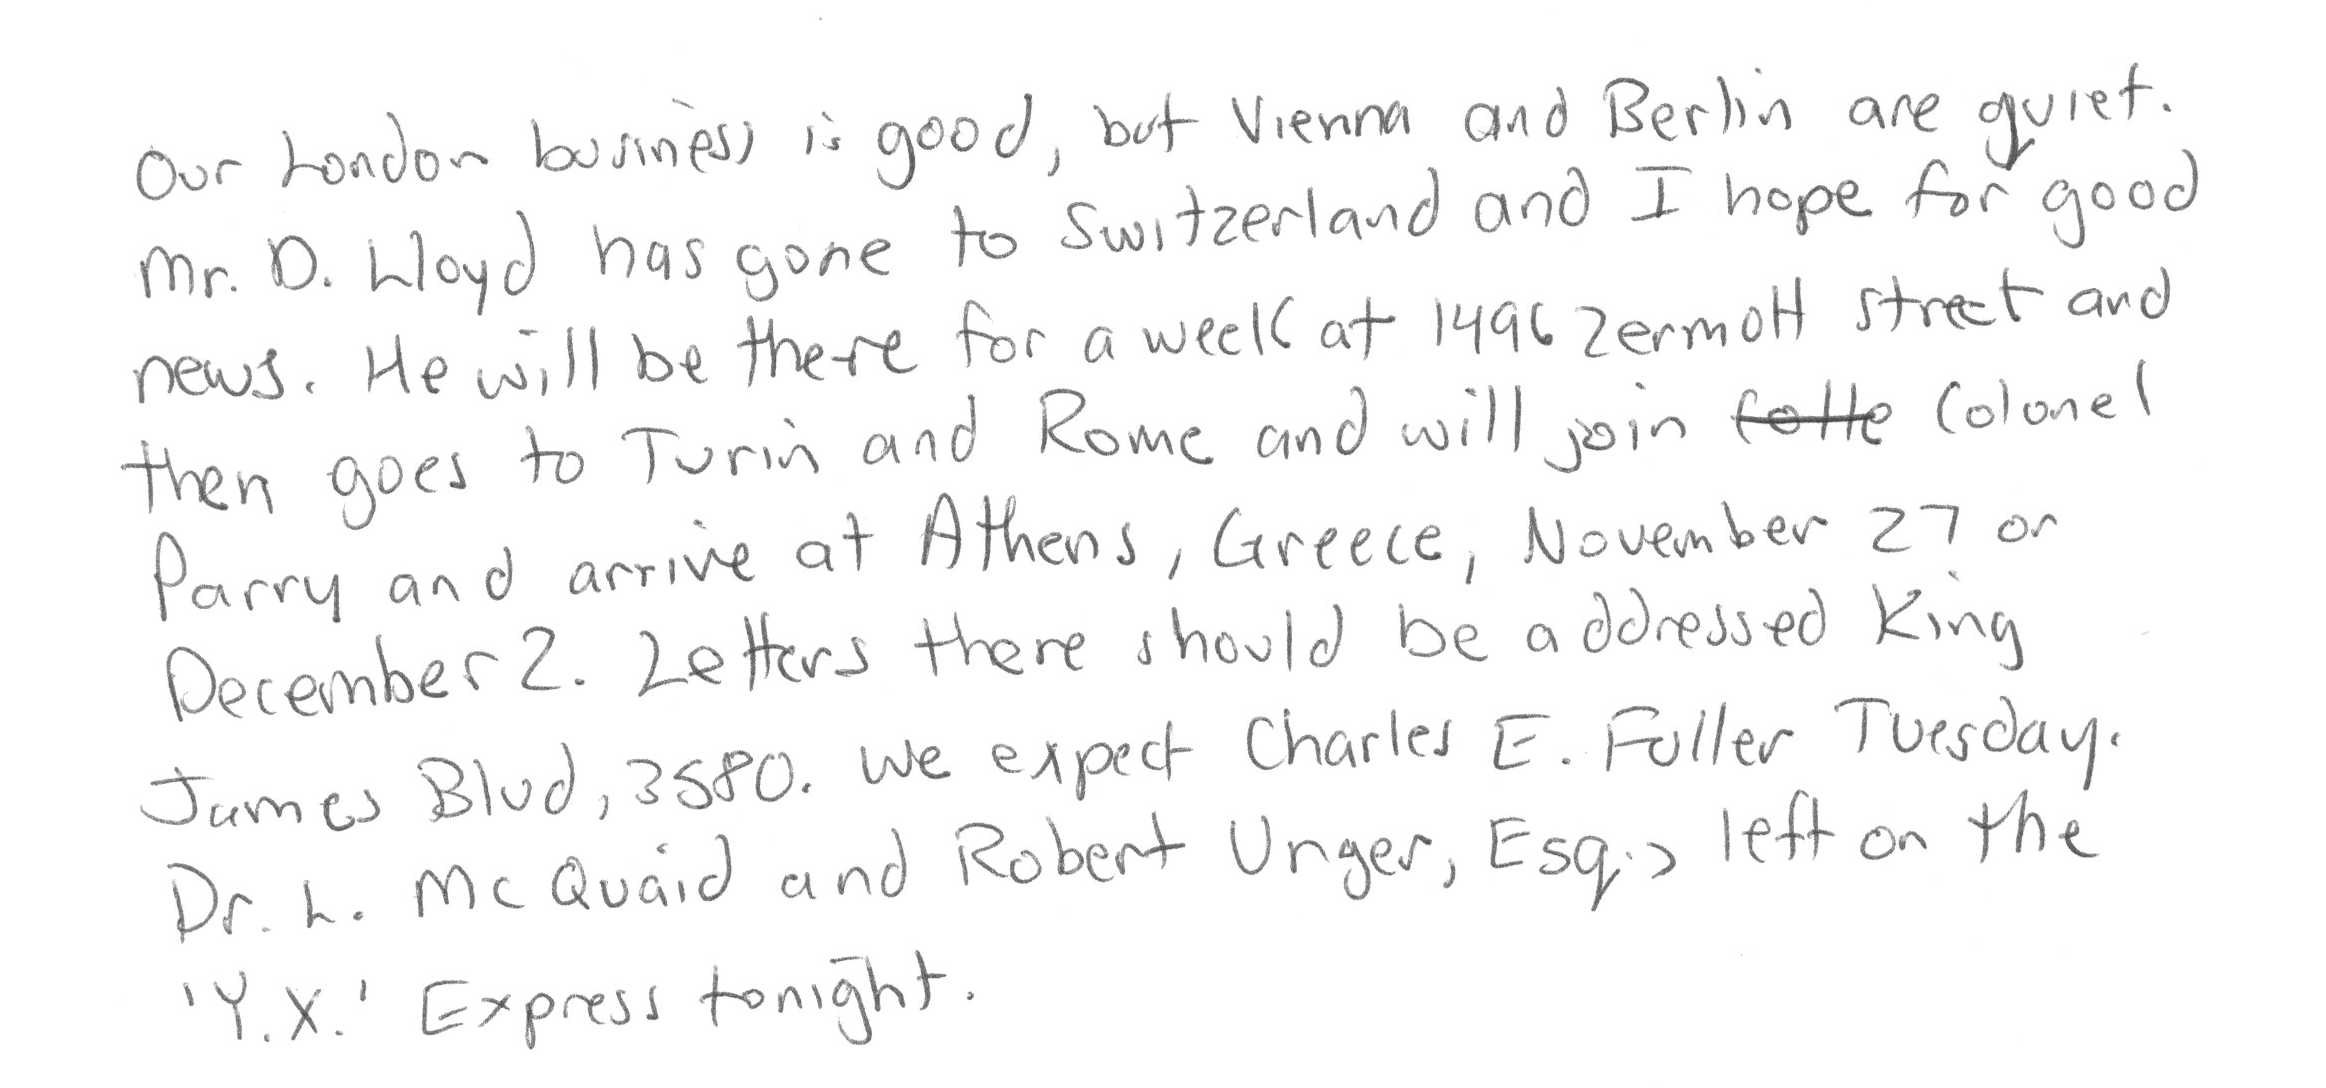 Our London business is good, but Vienna and Berlin are quiet.
Mr. D. Lloyd has gone to Switzerland and I hope for good
news. He will be there for a week at 1496 Zermott street and
then goes to Turin and Rome and will join Colonel
Parry and arrive at Athens, Greece, November 27 or
December 2. Letters there should be addressed King
James Blvd, 3580. We expect Charles E. Fuller Tuesday.
Dr. L. McQuaid and Robert Unger, Esq., left on the
'Y.X.' Express tonight.